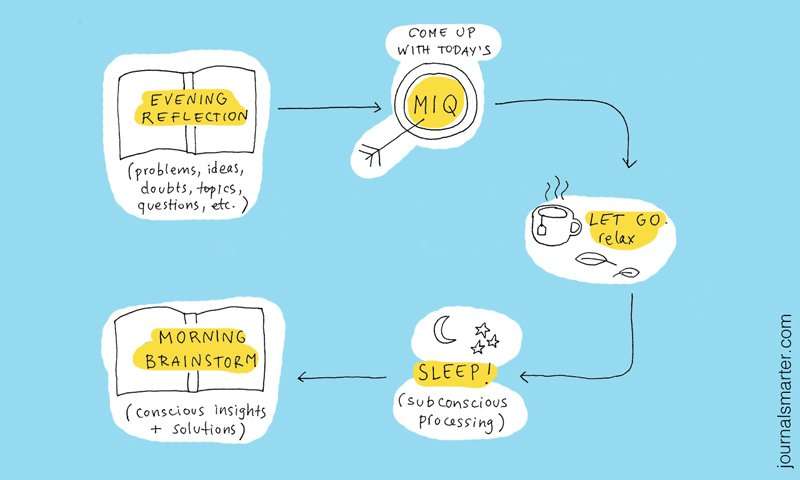 EVENING
REFLECTION
(problems, ideas,
doubts, topics,
questions, etc.)
COME UP
WITH TODAY'S
MIQ
LET GO.
relax
SLEEP!
(subconscious
processing)
MORNING
BRAINSTORM
(conscious insights
+ solutions)
journalsmarter.com